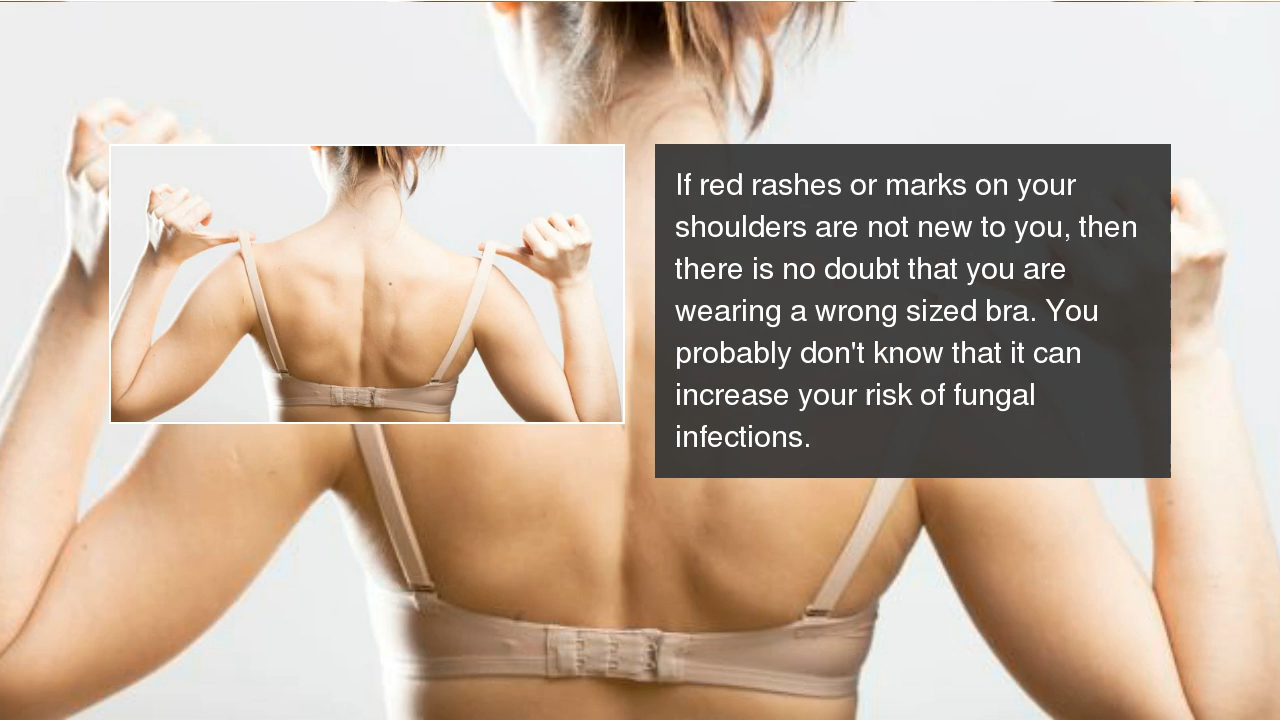 If red rashes or marks on your
shoulders are not new to you, then
there is no doubt that you are
wearing a wrong sized bra. You
probably don't know that it can
increase your risk of fungal
infections.